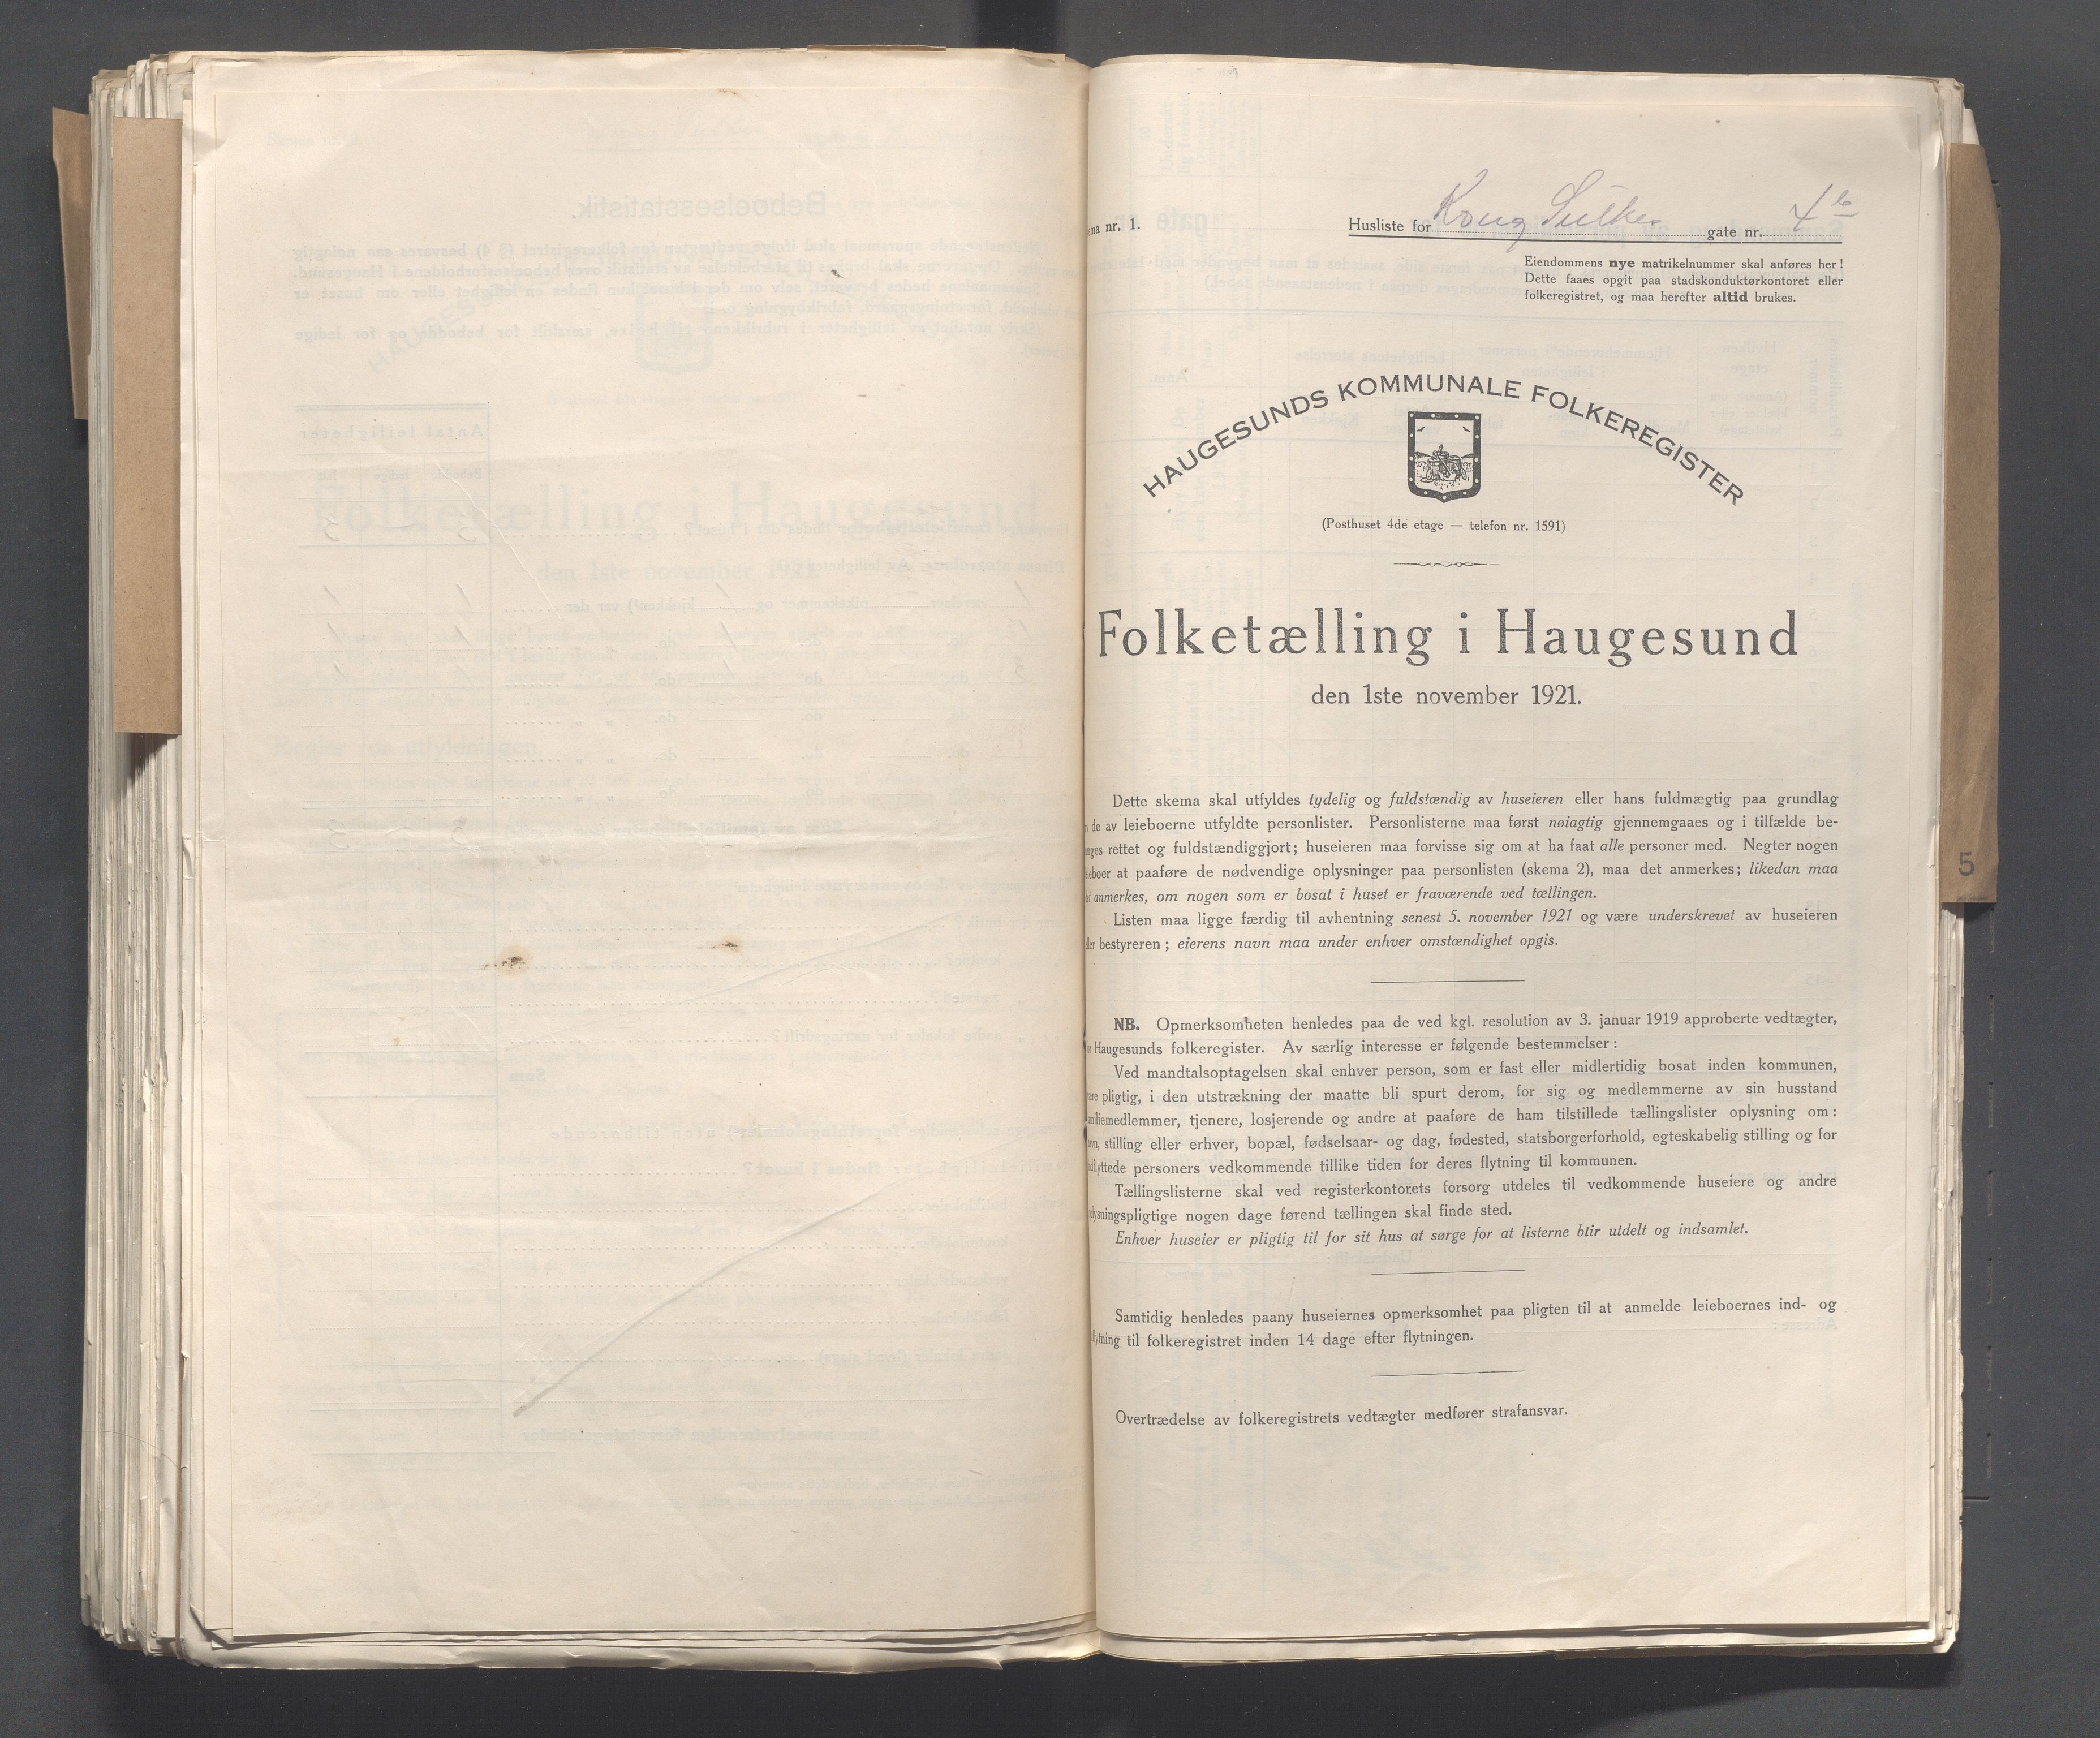 ema nr. 1.
Husliste for Kong Sulkes gate nr. 4 b
Eiendommens nye matrikelnummer skal anføres her!
Dette faaes opgit paa stadskonduktørkontoret eller
folkeregistret, og maa herefter altid brukes.
HAUGESUNDS KOMMUNALE FOLKEREGISTER
(Posthuset 4de etage — telefon nr. 1591)
Folketælling i Haugesund
den 1ste november 1921.
Dette skema skal utfyldes tydelig og fuldstændig av huseieren eller hans fuldmægtig paa grundlag
de av leieboerne utfyldte personlister. Personlisterne maa først nøiagtig gjennemgaaes og i tilfælde be-
ørges rettet og fuldstændiggjort; huseieren maa forvisse sig om at ha faat alle personer med. Negter nogen
ieboer at paaføre de nødvendige oplysninger paa personlisten (skema 2), maa det anmerkes; likedan maa
et anmerkes, om nogen som er bosat i huset er fraværende ved tællingen.
Listen maa ligge færdig til avhentning senest 5. november 1921 og være underskrevet av huseieren
ller bestyreren; eierens navn maa under enhver omstændighet opgis.
NB. Opmerksomheten henledes paa de ved kgl. resolution av 3. januar 1919 approberte vedtægter,
r Haugesunds folkeregister. Av særlig interesse er følgende bestemmelser:
Ved mandtalsoptagelsen skal enhver person, som er fast eller midlertidig bosat inden kommunen,
ære pligtig, i den utstrækning der maatte bli spurt derom, for sig og medlemmerne av sin husstand
amiliemedlemmer, tjenere, losjerende og andre at paaføre de ham tilstillede tællingslister oplysning om:
avn, stilling eller erhver, bopæl, fødselsaar- og dag, fødested, statsborgerforhold, egteskabelig stilling og for
ndflyttede personers vedkommende tillike tiden for deres flytning til kommunen.
Tællingslisterne skal ved registerkontorets forsorg utdeles til vedkommende huseiere og andre
plysningspligtige nogen dage førend tællingen skal finde sted.
Enhver huseier er pligtig til for sit hus at sørge for at listerne blir utdelt og indsamlet.
Samtidig henledes paany huseiernes opmerksomhet paa pligten til at anmelde leieboernes ind- og
flytning til folkeregistret inden 14 dage efter flytningen.
Overtrædelse av folkeregistrets vedtægter medfører strafansvar.
5